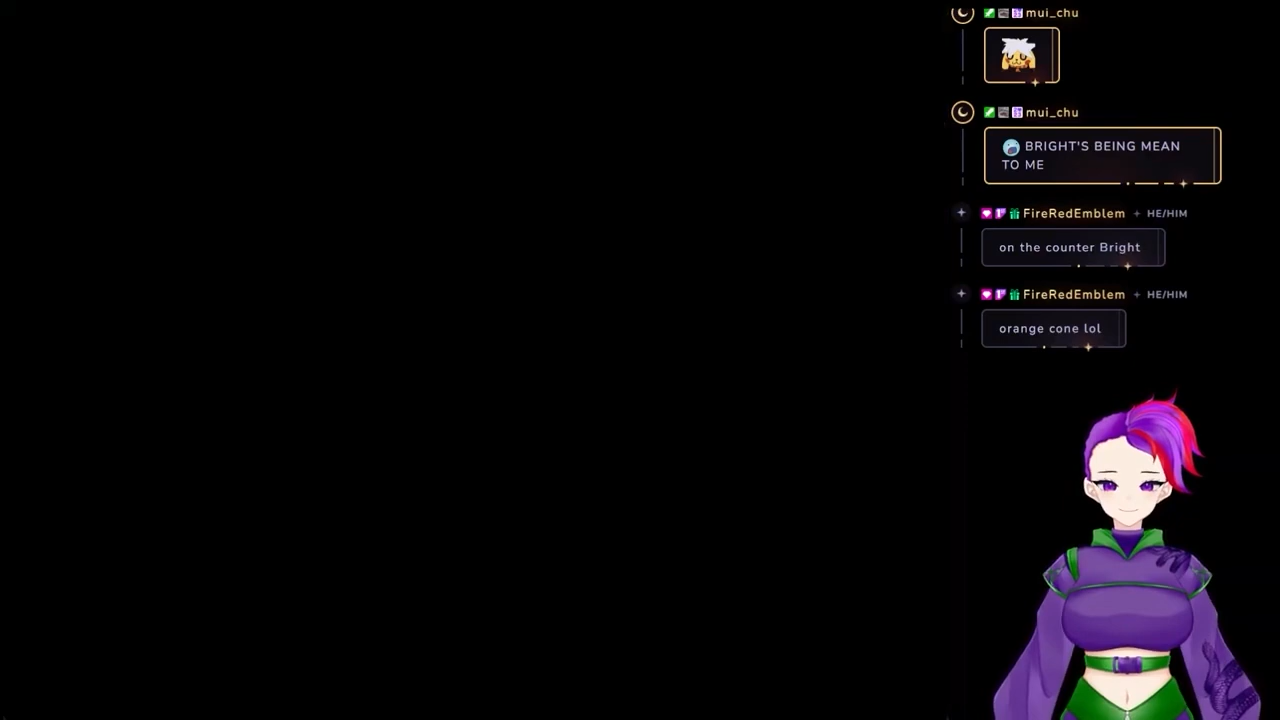 mui_chu
mui_chu
BRIGHT'S BEING MEAN
TO ME
FireRedEmblem HE/HIM
on the counter Bright
FireRedEmblem HE/HIM
orange cone lol